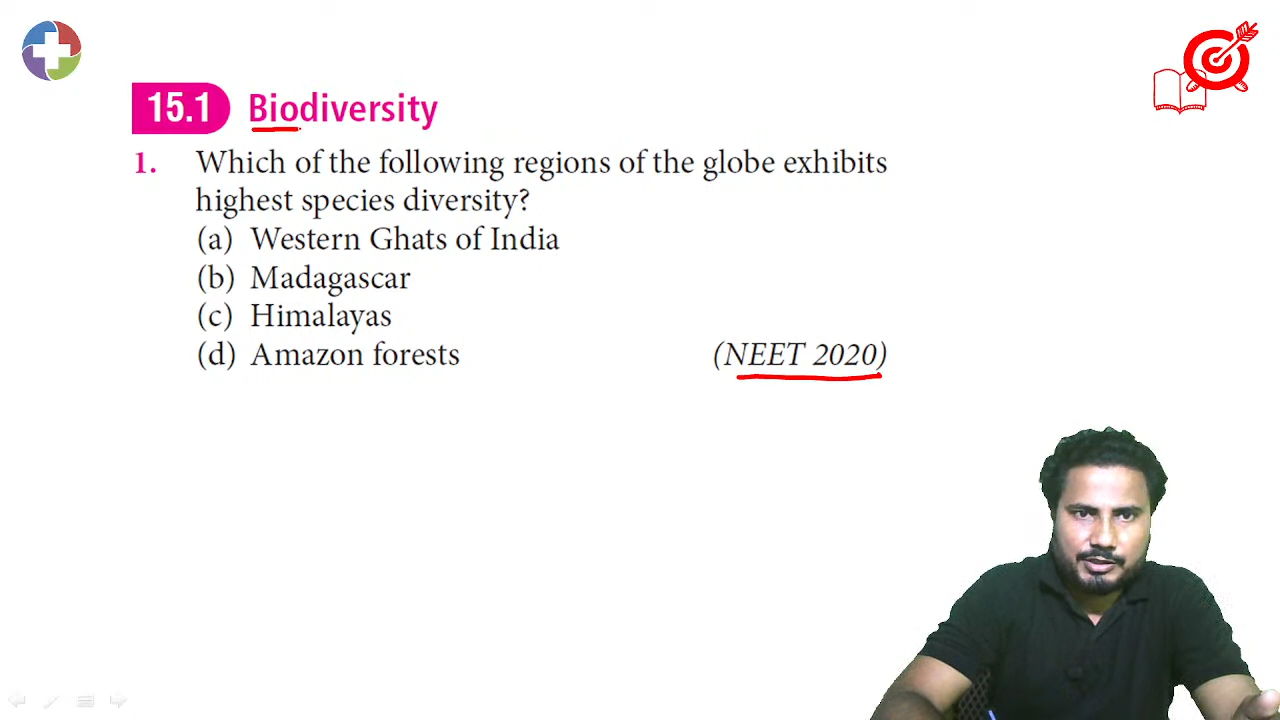 15.1 Biodiversity
1. Which of the following regions of the globe exhibits
highest species diversity?
(a) Western Ghats of India
(b) Madagascar
(c) Himalayas
(d) Amazon forests (NEET 2020)